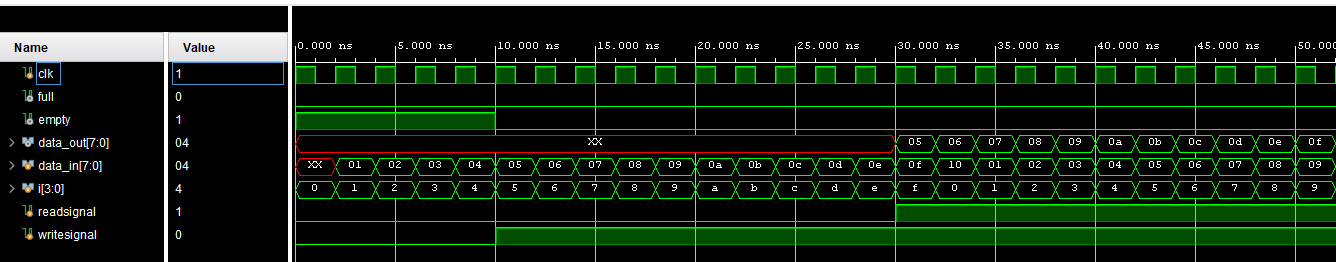 Name Value
0.000 ns 5.000 ns 10.000 ns 15.000 ns 20.000 ns 25.000 ns 30.000 ns 35.000 ns 40.000 ns 45.000 ns 50.000
clk 1
full 0
empty 1
data_out[7:0] 04 XX 05 06 07 08 09 0a 0b 0c 0d 0e 0f
data_in[7:0] 04 XX 01 02 03 04 05 06 07 08 09 0a 0b 0c 0d 0e 0f 10 01 02 03 04 05 06 07 08 09
i[3:0] 4 0 1 2 3 4 5 6 7 8 9 a b c d e f 0 1 2 3 4 5 6 7 8 9
readsignal 1
writesignal 0